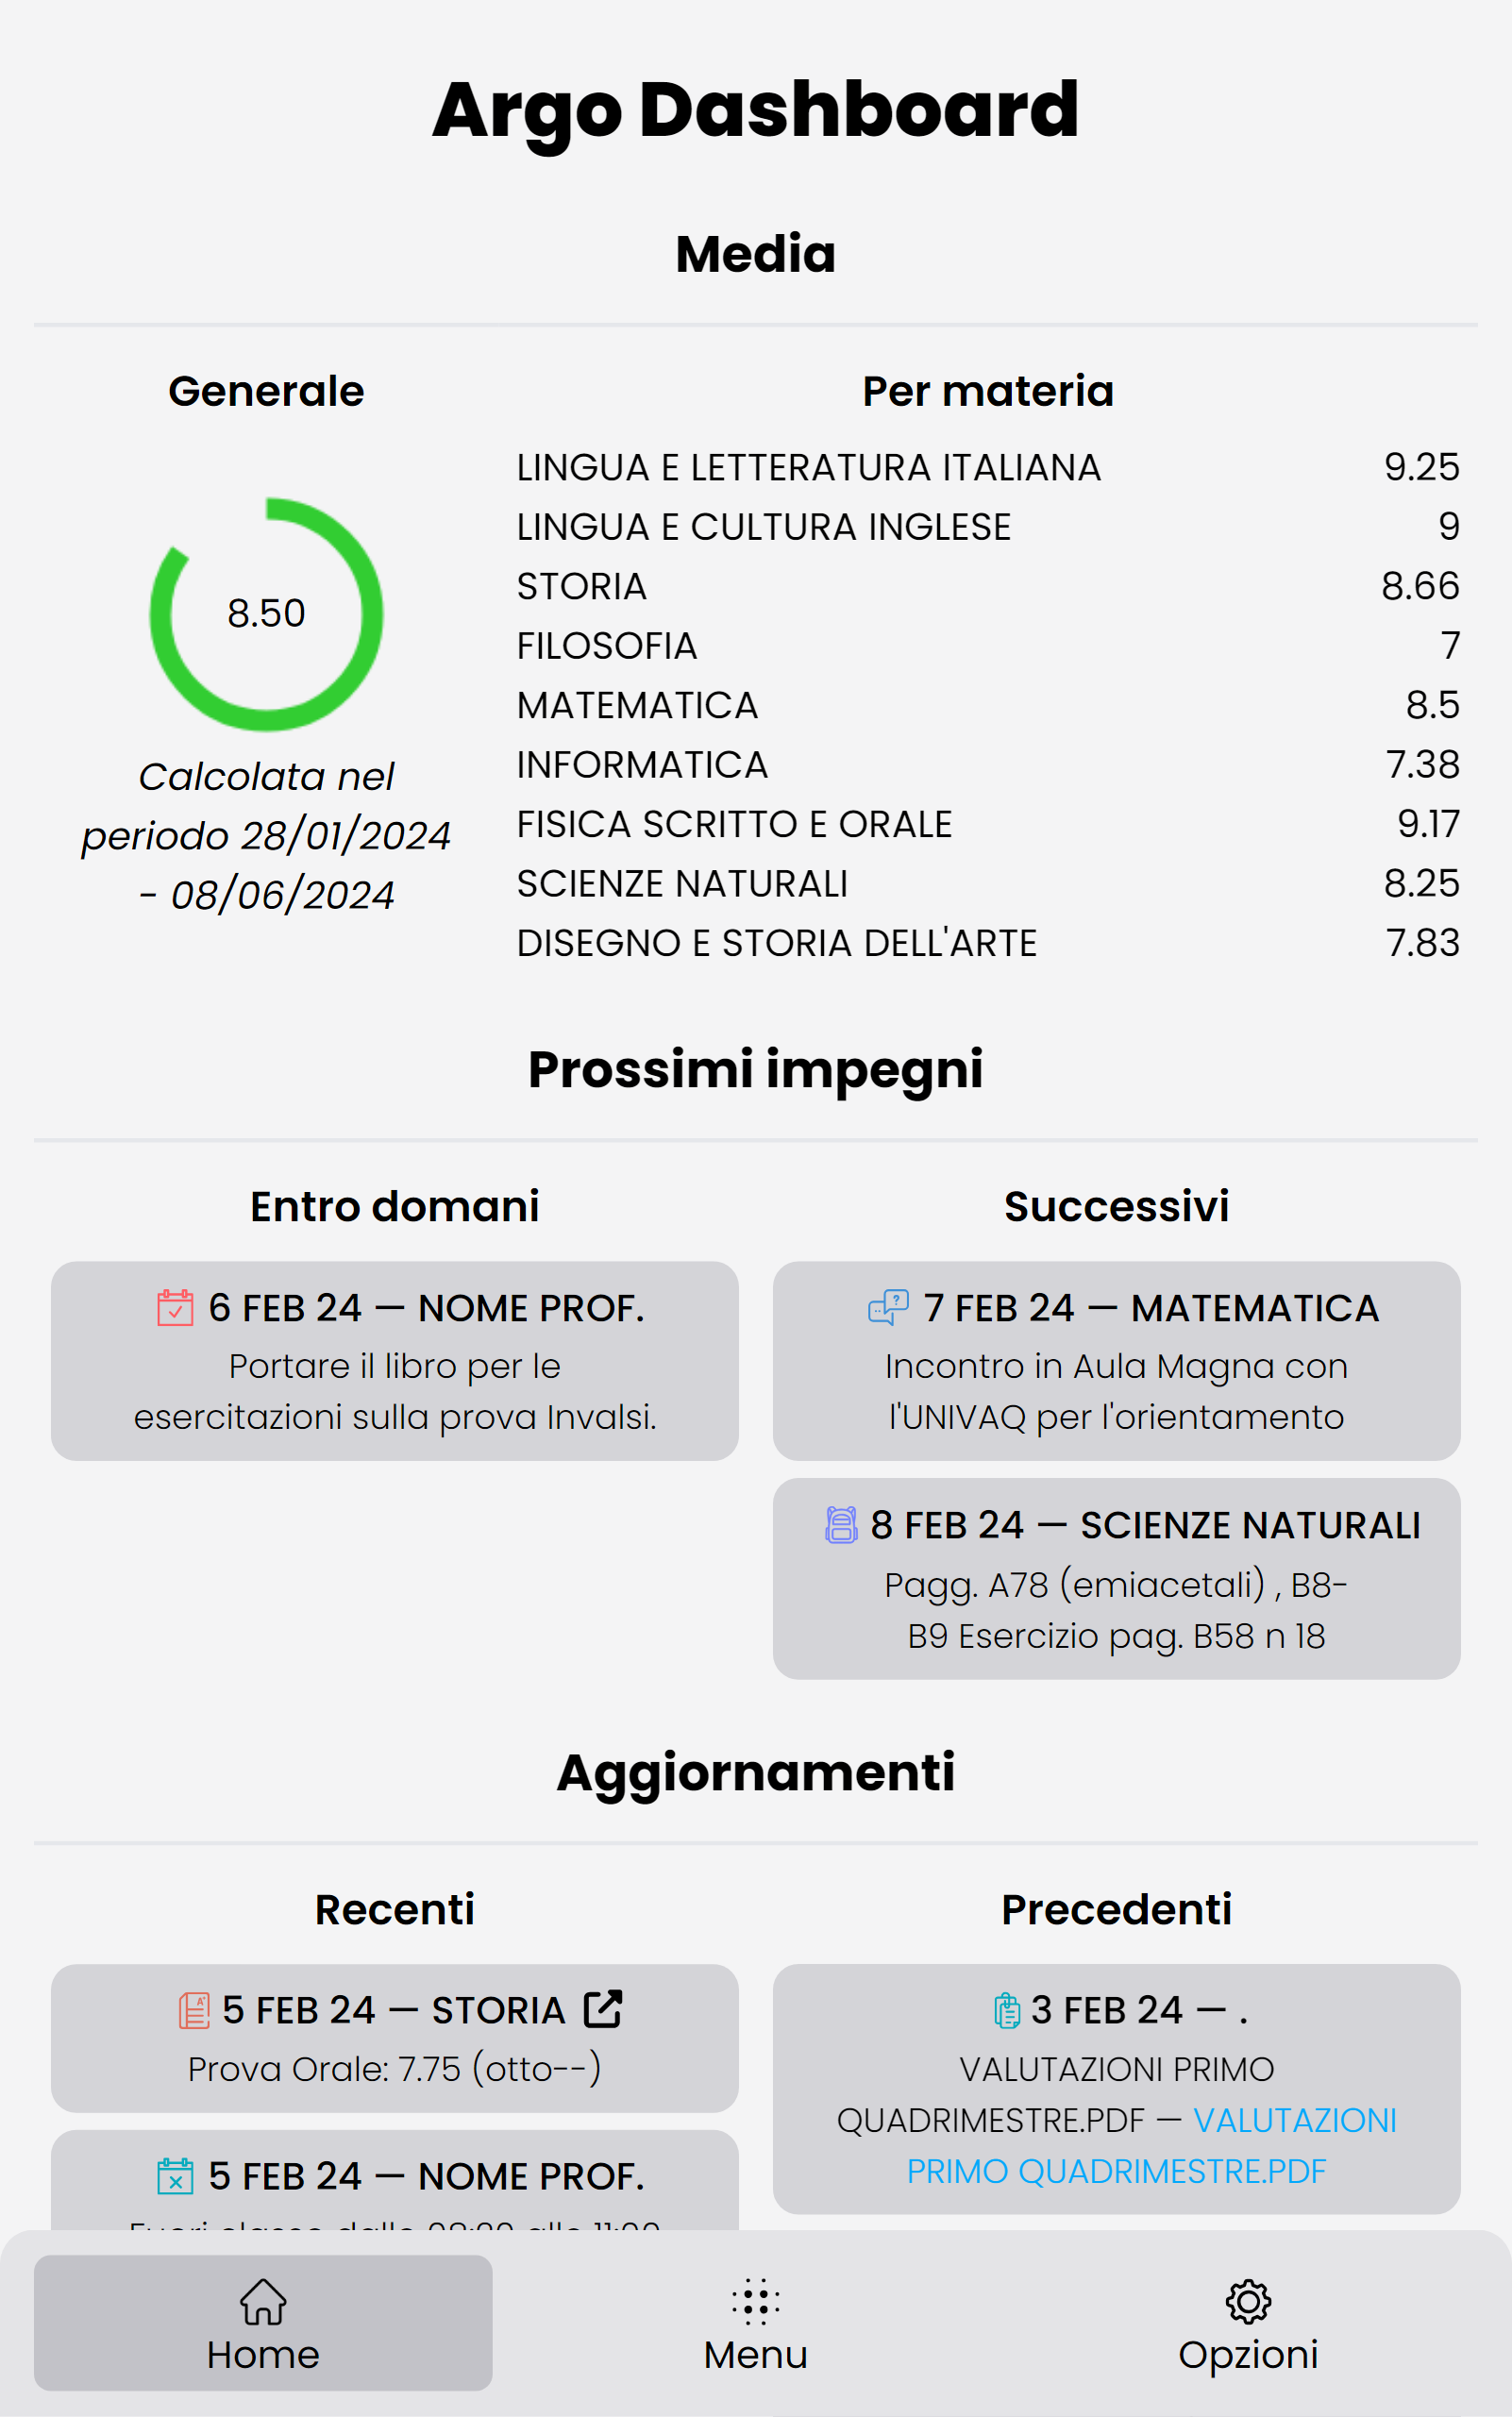 Argo Dashboard
Media
Generale
8.50
Calcolata nel
periodo 28/01/2024
- 08/06/2024
Per materia
LINGUA E LETTERATURA ITALIANA 9.25
LINGUA E CULTURA INGLESE 9
STORIA 8.66
FILOSOFIA 7
MATEMATICA 8.5
INFORMATICA 7.38
FISICA SCRITTO E ORALE 9.17
SCIENZE NATURALI 8.25
DISEGNO E STORIA DELL'ARTE 7.83
Prossimi impegni
Entro domani
6 FEB 24 — NOME PROF.
Portare il libro per le
esercitazioni sulla prova Invalsi.
Successivi
7 FEB 24 — MATEMATICA
Incontro in Aula Magna con
l'UNIVAQ per l'orientamento
8 FEB 24 — SCIENZE NATURALI
Pagg. A78 (emiacetali) , B8-
B9 Esercizio pag. B58 n 18
Aggiornamenti
Recenti
5 FEB 24 — STORIA
Prova Orale: 7.75 (otto--)
5 FEB 24 — NOME PROF.
Fuori classe dalle
Precedenti
3 FEB 24 — .
VALUTAZIONI PRIMO
QUADRIMESTRE.PDF — VALUTAZIONI
PRIMO QUADRIMESTRE.PDF
Home
Menu
Opzioni